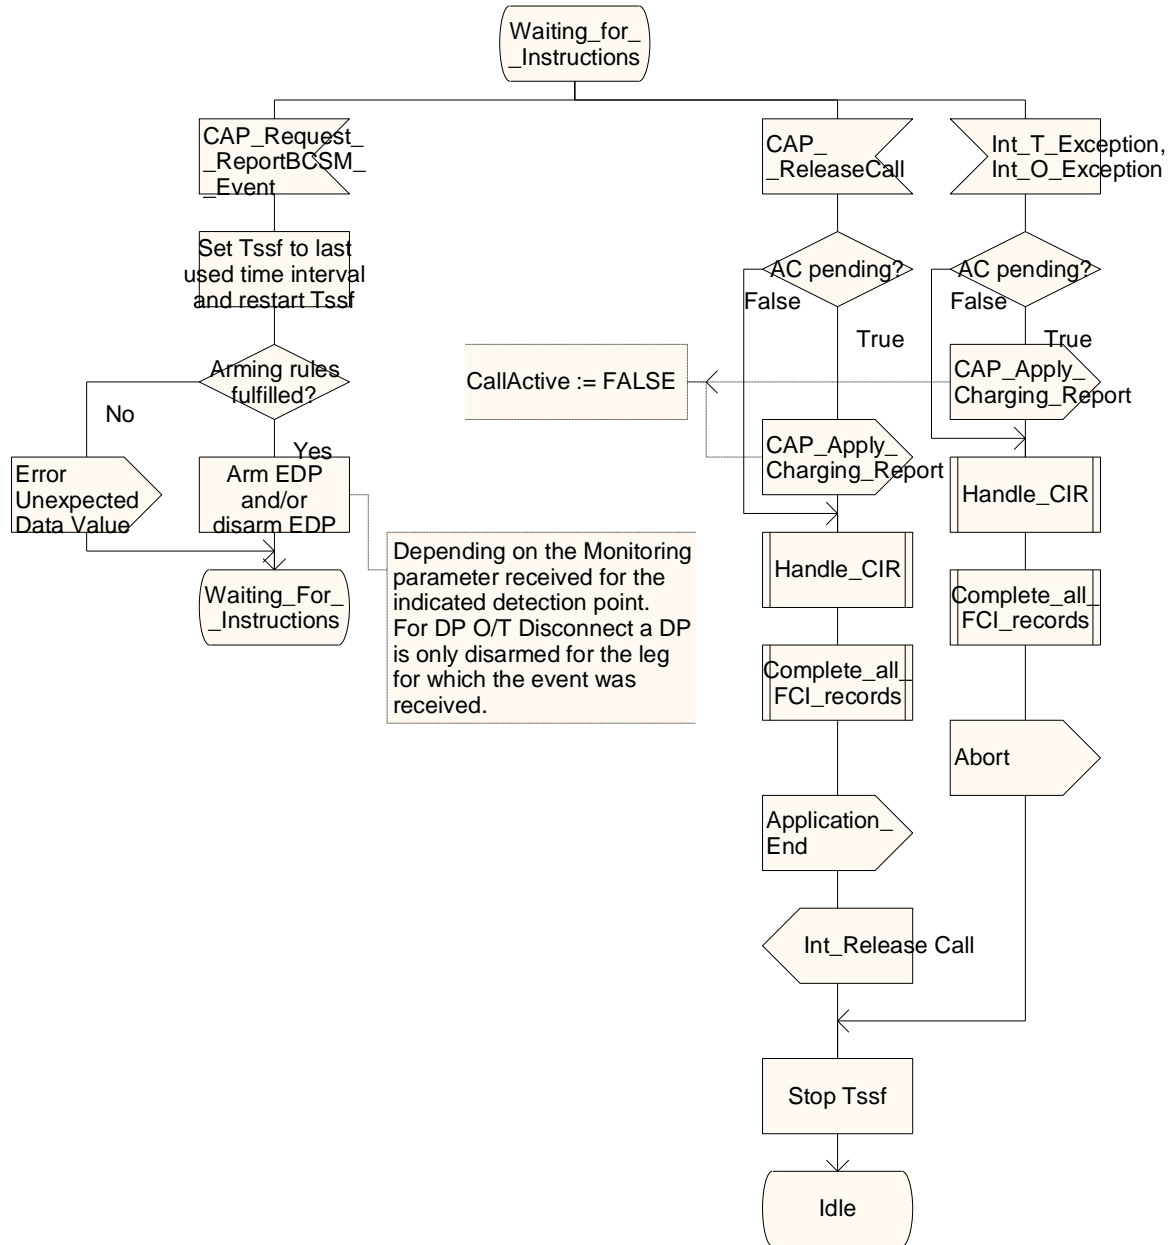 Waiting_for_
_Instructions
CAP_Request_
_ReportBCSM_
_Event
CAP_
_ReleaseCall
Int_T_Exception,
Int_O_Exception
Set Tssf to last
used time interval
and restart Tssf
AC pending?
AC pending?
False
False
True
True
Arming rules
fulfilled?
CallActive := FALSE
CAP_Apply_
Charging_Report
No
Yes
CAP_Apply_
Charging_Report
Error
Unexpected
Data Value
Arm EDP
and/or
disarm EDP
Handle_CIR
Depending on the Monitoring
parameter received for the
indicated detection point.
For DP O/T Disconnect a DP
is only disarmed for the leg
for which the event was
received.
Handle_CIR
Waiting_For_
_Instructions
Complete_all_
FCI_records
Complete_all_
FCI_records
Abort
Application_
End
Int_Release Call
Stop Tssf
Idle